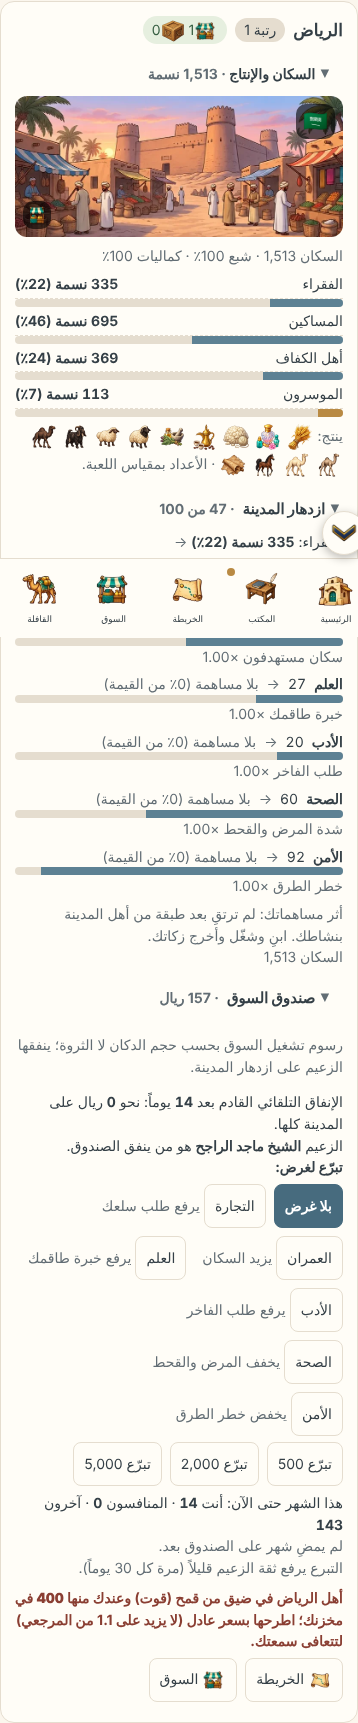 الرياض رتبة 1 1 0
▼ السكان والإنتاج · 1,513 نسمة
السكان 1,513 · شبع 100٪ · كماليات 100٪
الفقراء 335 نسمة (22٪)
المساكين 695 نسمة (46٪)
أهل الكفاف 369 نسمة (24٪)
الموسرون 113 نسمة (7٪)
ينتج:
· الأعداد بمقياس اللعبة.
▼ ازدهار المدينة · 47 من 100
335 نسمة (22٪) →
الرئيسية المكتب الخريطة السوق القافلة
سكان مستهدفون ×1.00
العلم 27 → بلا مساهمة (0٪ من القيمة)
خبرة طاقمك ×1.00
الأدب 20 → بلا مساهمة (0٪ من القيمة)
طلب الفاخر ×1.00
الصحة 60 → بلا مساهمة (0٪ من القيمة)
شدة المرض والقحط ×1.00
الأمن 92 → بلا مساهمة (0٪ من القيمة)
خطر الطرق ×1.00
أثر مساهماتك: لم ترتقِ بعد طبقة من أهل المدينة
بنشاطك. ابنِ وشغّل وأخرج زكاتك.
السكان 1,513
▼ صندوق السوق · 157 ريال
رسوم تشغيل السوق بحسب حجم الدكان لا الثروة؛ ينفقها
الزعيم على ازدهار المدينة.
الإنفاق التلقائي القادم بعد 14 يوماً: نحو 0 ريال على
المدينة كلها.
الزعيم الشيخ ماجد الراجح هو من ينفق الصندوق.
تبرّع لغرض:
بلا غرض التجارة يرفع طلب سلعك
العمران يزيد السكان العلم يرفع خبرة طاقمك
الأدب يرفع طلب الفاخر
الصحة يخفف المرض والقحط
الأمن يخفض خطر الطرق
تبرّع 500 تبرّع 2,000 تبرّع 5,000
هذا الشهر حتى الآن: أنت 14 · المنافسون 0 · آخرون
143
لم يمضِ شهر على الصندوق بعد.
التبرع يرفع ثقة الزعيم قليلاً (مرة كل 30 يوماً).
أهل الرياض في ضيق من قمح (قوت) وعندك منها 400 في
مخزنك؛ اطرحها بسعر عادل (لا يزيد على 1.1 من المرجعي)
لتتعافى سمعتك.
الخريطة السوق